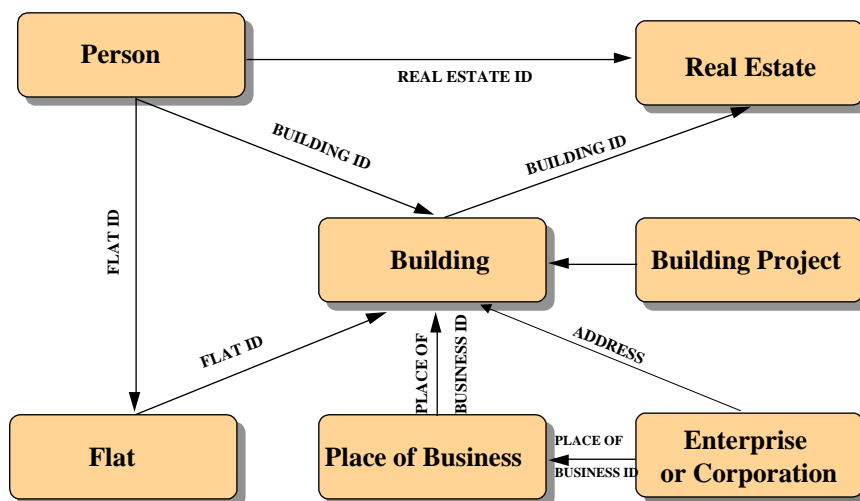 Person
Real Estate
REAL ESTATE ID
BUILDING ID
BUILDING ID
FLAT ID
Building
Building Project
FLAT ID
PLACE OF
BUSINESS ID
ADDRESS
Flat
Place of Business
PLACE OF
BUSINESS ID
Enterprise
or Corporation